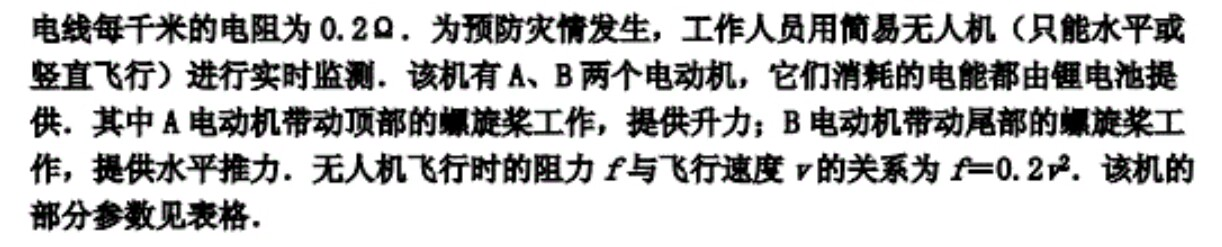 电线每千米的电阻为 0.2Ω．为预防灾情发生，工作人员用简易无人机（只能水平或
竖直飞行）进行实时监测．该机有 A、B 两个电动机，它们消耗的电能都由锂电池提
供．其中 A 电动机带动顶部的螺旋桨工作，提供升力；B 电动机带动尾部的螺旋桨工
作，提供水平推力．无人机飞行时的阻力 f 与飞行速度 v 的关系为 f=0.2v²．该机的
部分参数见表格．